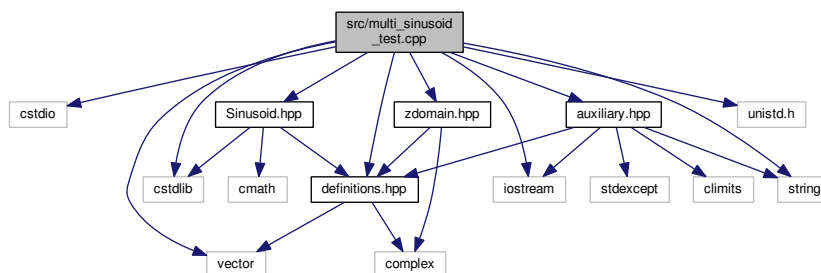 src/multi_sinusoid
_test.cpp
cstdio
Sinusoid.hpp
zdomain.hpp
auxiliary.hpp
unistd.h
cstdlib
cmath
definitions.hpp
iostream
stdexcept
climits
string
vector
complex